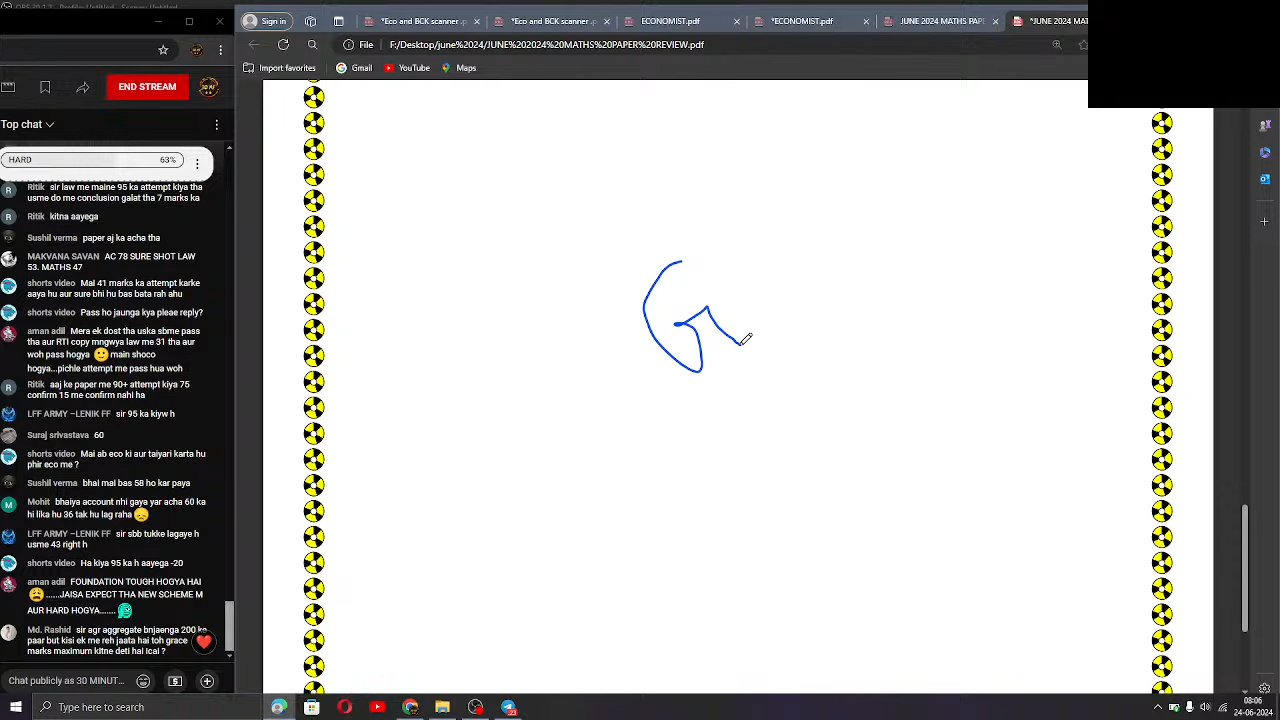 Sign in
*Eco and BCK scanner .p
*Eco and BCK scanner .p
ECONOMIST.pdf
*ECONOMIST.pdf
JUNE 2024 MATHS PAPE
*JUNE 2024 MAT
File
F:/Desktop/june%2024/JUNE%202024%20MATHS%20PAPER%20REVIEW.pdf
Import favorites
Gmail
YouTube
Maps
END STREAM
Top chat
HARD 63%
Ritik sir law me maine 95 ka attempt kiya tha
usme do me conclusion galat tha 7 marks ka
Ritik kitna aayega
Sushil verma paper aj ka acha tha
MAKVANA SAVAN AC 78 SURE SHOT LAW
53. MATHS 47
shorts video Mai 41 marks ka attempt karke
aaya hu aur sure bhi hu bas bata rah ahu
shorts video Pass ho jaunga kya pleae reply?
aman adil Mera ek dost tha uska sbme pass
tha aur RTI copy mngwya law me 31 tha aur
woh pass hogya 🙂 main shoco
hogya...pichle attempt me pass hua woh
Ritik aaj ke paper me 90+ attempt kiya 75
confirm 15 me confirm nahI ha
LFF ARMY –LENIK FF sir 95 ka kiyw h
Suraj srivastava 60
shorts video Mai ab eco ki aur taiyari karta hu
phir eco me ?
Sushil verma bhai mai bas 58 ho kar paya
Mohit bhaiya account nhi gaya yar acha 60 ka
hi lika hu 36 tak hu lag raha 😞
LFF ARMY –LENIK FF sir sbb tukke lagaye h
usme 43 right h
shorts video Ha kiya 95 ka h aayega -20
aman adil FOUNDATION TOUGH HOGYA HAI
😩......JAISA EXPECT THA NEW SCHEME M
AUR HARD HOGYA.......
Md. Rashid sir agr aggregate bnjaenga 200 ke
paar but kisi ek me reh jaata hai toh grace
marks maximum kitne deti hai Icai ?
Chat publicly as 30 MINUT...
Gr
Type here to search
08:06
24-06-2024